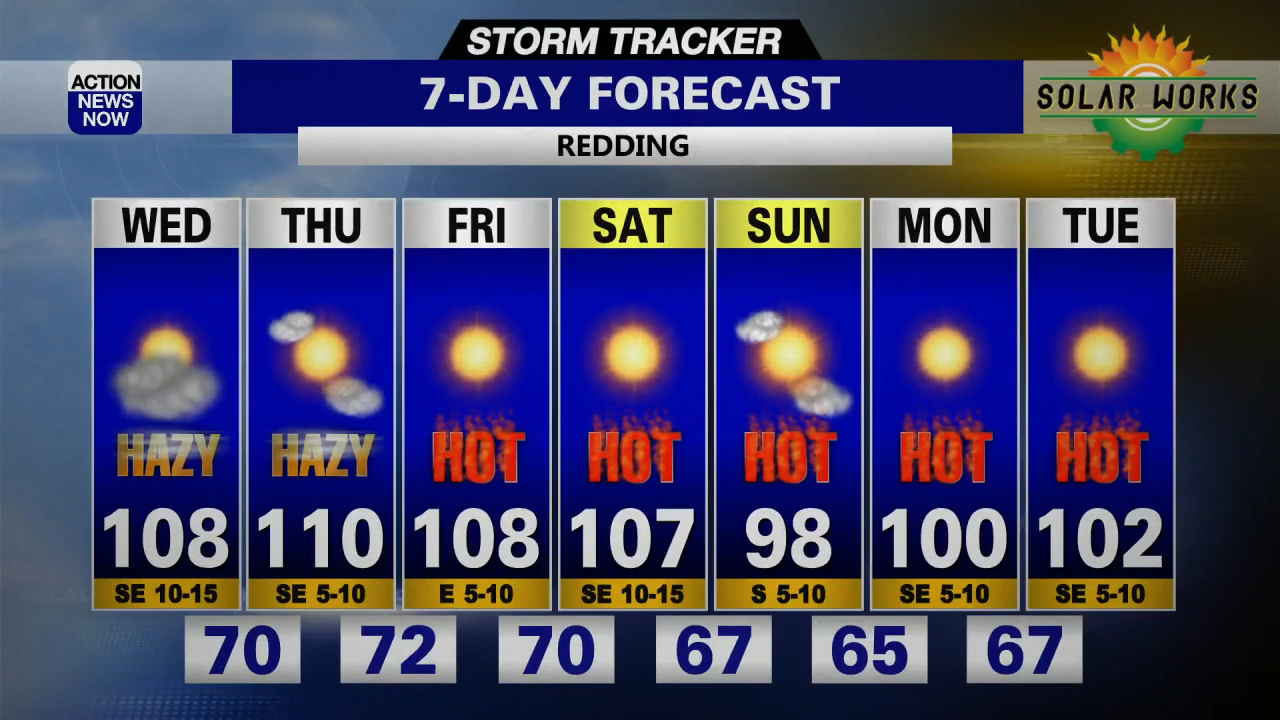 STORM TRACKER
7-DAY FORECAST
REDDING
ACTION
NEWS
NOW
SOLAR WORKS
WED THU FRI SAT SUN MON TUE
HAZY HAZY HOT HOT HOT HOT HOT
108 110 108 107 98 100 102
SE 10-15 SE 5-10 E 5-10 SE 10-15 S 5-10 SE 5-10 SE 5-10
70 72 70 67 65 67